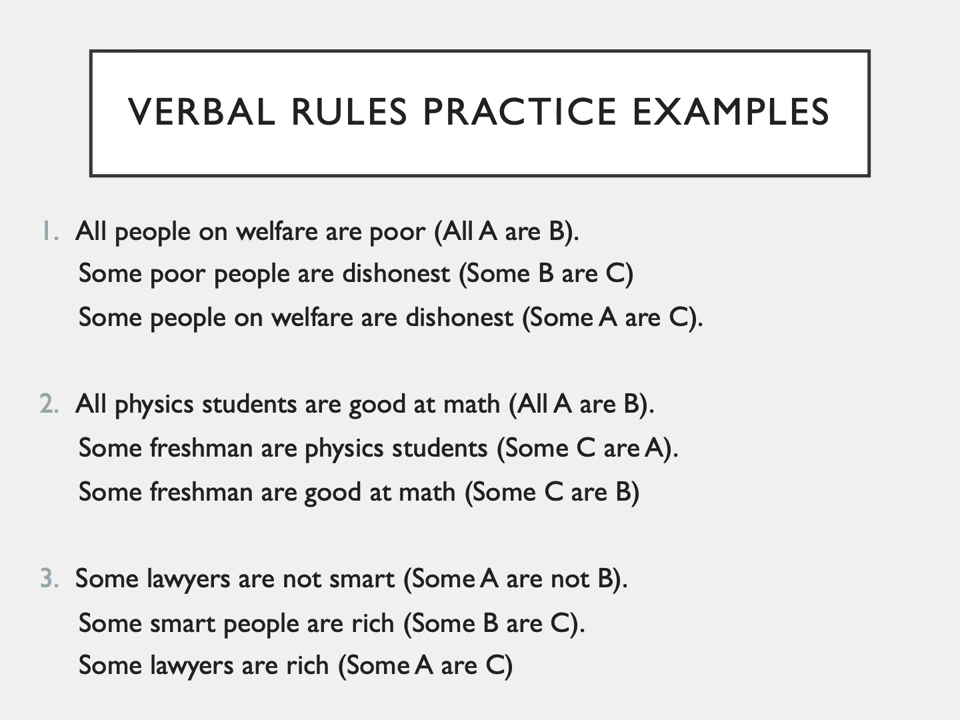 VERBAL RULES PRACTICE EXAMPLES
1. All people on welfare are poor (All A are B).
Some poor people are dishonest (Some B are C)
Some people on welfare are dishonest (Some A are C).
2. All physics students are good at math (All A are B).
Some freshman are physics students (Some C are A).
Some freshman are good at math (Some C are B)
3. Some lawyers are not smart (Some A are not B).
Some smart people are rich (Some B are C).
Some lawyers are rich (Some A are C)